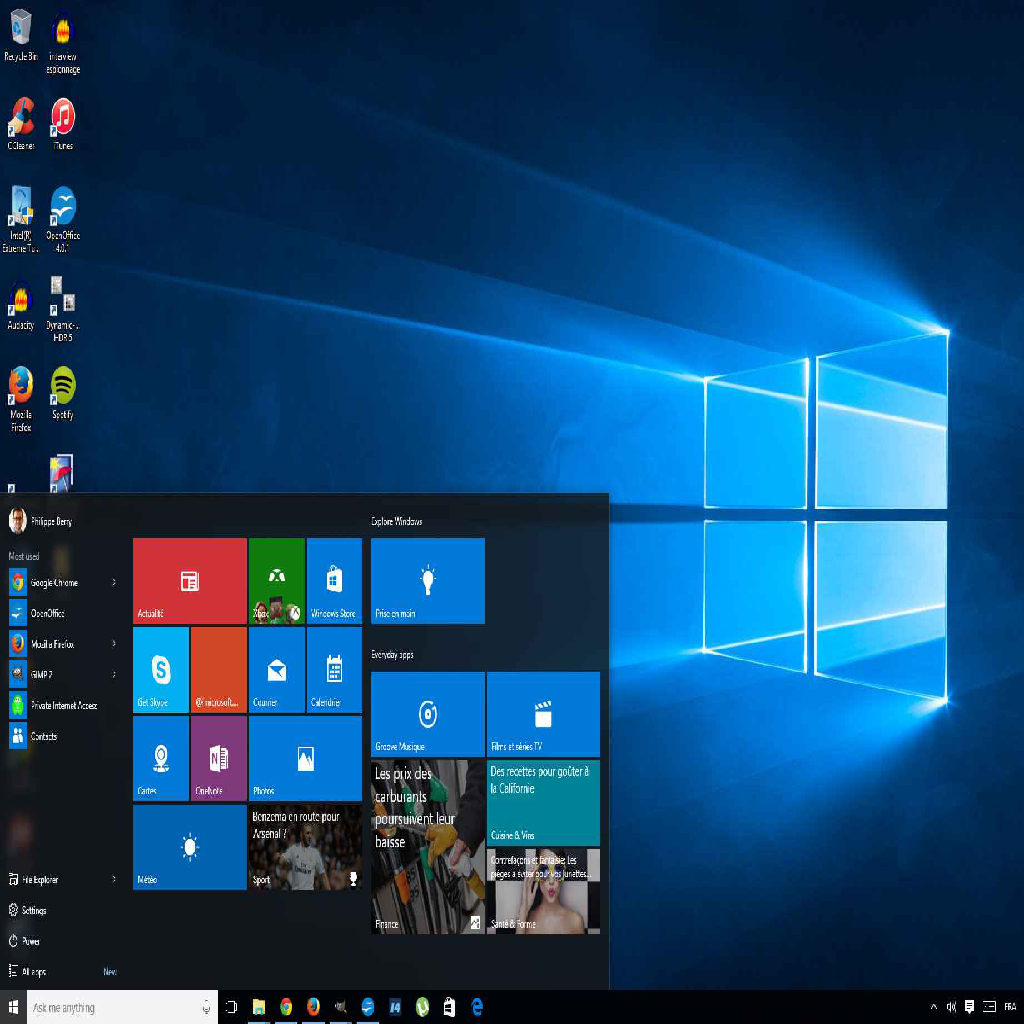 Recycle Bin
interview
espionnage
CCleaner
iTunes
Intel(R)
Extreme Tu...
OpenOffice
4.0.1
Audacity
Dynamic-...
HDR 5
Mozilla
Firefox
Spotify
Philippe Berry
Most used
Google Chrome
OpenOffice
Mozilla Firefox
GIMP 2
Private Internet Access
Contacts
File Explorer
Settings
Power
All apps
New
Actualité
Xbox
Windows Store
Get Skype
@microsoft...
Courrier
Calendrier
Cartes
OneNote
Photos
Météo
Benzema en route pour
Arsenal ?
Sport
Explore Windows
Prise en main
Everyday apps
Groove Musique
Films et séries TV
Les prix des
carburants
poursuivent leur
baisse
Finance
Des recettes pour goûter à
la Californie
Cuisine & Vins
Contrefaçons et fantaisie: Les
pièges à éviter pour vos lunettes...
Santé & Forme
Ask me anything
14
FRA